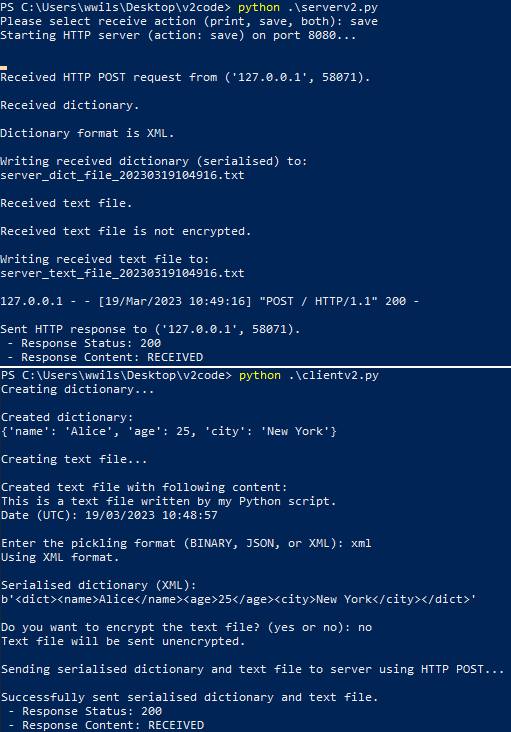 PS C:\Users\wwils\Desktop\v2code> python .\serverv2.py
Please select receive action (print, save, both): save
Starting HTTP server (action: save) on port 8080...
Received HTTP POST request from ('127.0.0.1', 58071).
Received dictionary.
Dictionary format is XML.
Writing received dictionary (serialised) to:
server_dict_file_20230319104916.txt
Received text file.
Received text file is not encrypted.
Writing received text file to:
server_text_file_20230319104916.txt
127.0.0.1 - - [19/Mar/2023 10:49:16] "POST / HTTP/1.1" 200 -
Sent HTTP response to ('127.0.0.1', 58071).
- Response Status: 200
- Response Content: RECEIVED
PS C:\Users\wwils\Desktop\v2code> python .\clientv2.py
Creating dictionary...
Created dictionary:
{'name': 'Alice', 'age': 25, 'city': 'New York'}
Creating text file...
Created text file with following content:
This is a text file written by my Python script.
Date (UTC): 19/03/2023 10:48:57
Enter the pickling format (BINARY, JSON, or XML): xml
Using XML format.
Serialised dictionary (XML):
b'<dict><name>Alice</name><age>25</age><city>New York</city></dict>'
Do you want to encrypt the text file? (yes or no): no
Text file will be sent unencrypted.
Sending serialised dictionary and text file to server using HTTP POST...
Successfully sent serialised dictionary and text file.
- Response Status: 200
- Response Content: RECEIVED